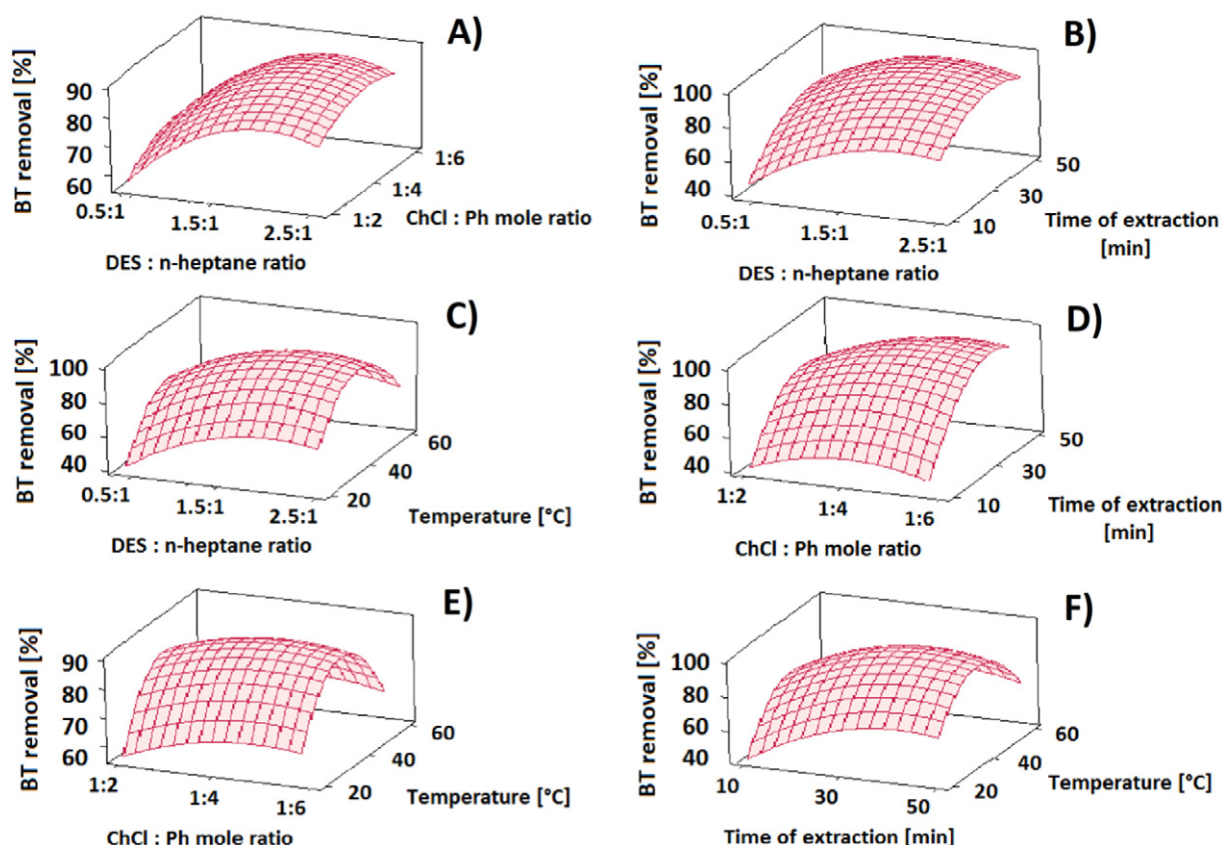 A)
BT removal [%]
90
80
70
60
0.5:1
1.5:1
2.5:1
1:2
1:4
1:6
ChCl : Ph mole ratio
DES : n-heptane ratio
B)
BT removal [%]
100
80
60
40
0.5:1
1.5:1
2.5:1
10
30
50
Time of extraction
[min]
DES : n-heptane ratio
C)
BT removal [%]
100
80
60
40
0.5:1
1.5:1
2.5:1
20
40
60
Temperature [°C]
DES : n-heptane ratio
D)
BT removal [%]
100
80
60
40
1:2
1:4
1:6
10
30
50
Time of extraction
[min]
ChCl : Ph mole ratio
E)
BT removal [%]
90
80
70
60
1:2
1:4
1:6
20
40
60
Temperature [°C]
ChCl : Ph mole ratio
F)
BT removal [%]
100
80
60
40
10
30
50
20
40
60
Temperature [°C]
Time of extraction [min]